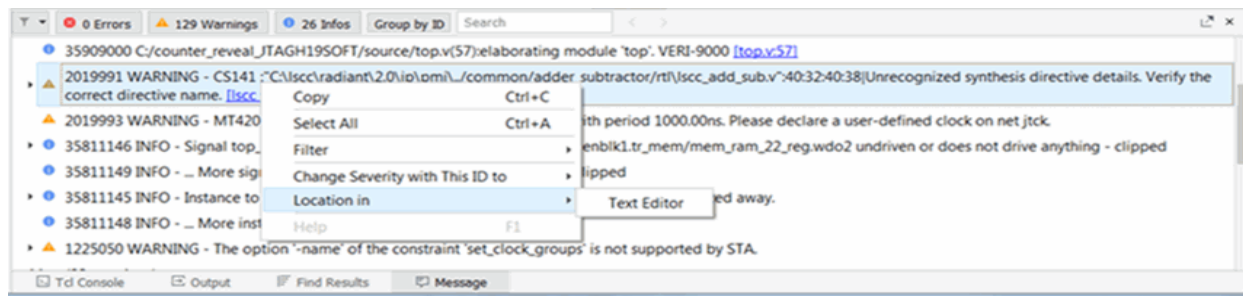 0 Errors 129 Warnings 26 Infos Group by ID Search
35909000 C:/counter_reveal_JTAGH19SOFT/source/top.v(57):elaborating module 'top'. VERI-9000 [top.v:57]
2019991 WARNING - CS141 :"C:\lscc\radiant\2.0\ip\pmi\../common/adder_subtractor/rtl\lscc_add_sub.v":40:32:40:38|Unrecognized synthesis directive details. Verify the
correct directive name. [lscc
Copy Ctrl+C
2019993 WARNING - MT420 ith period 1000.00ns. Please declare a user-defined clock on net jtck.
Select All Ctrl+A
35811146 INFO - Signal top_ enblk1.tr_mem/mem_ram_22_reg.wdo2 undriven or does not drive anything - clipped
Filter
35811149 INFO - ... More sig lipped
Change Severity with This ID to
35811145 INFO - Instance to ed away.
Location in Text Editor
35811148 INFO - ... More inst
Help F1
1225050 WARNING - The option '-name' of the constraint 'set_clock_groups' is not supported by STA.
Tcl Console Output Find Results Message